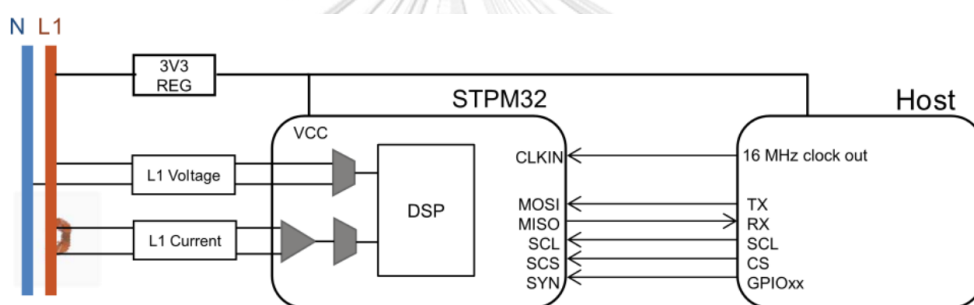 N L1
3V3
REG
STPM32
Host
VCC
CLKIN
16 MHz clock out
L1 Voltage
DSP
MOSI
TX
MISO
RX
L1 Current
SCL
SCL
SCS
CS
SYN
GPIOxx